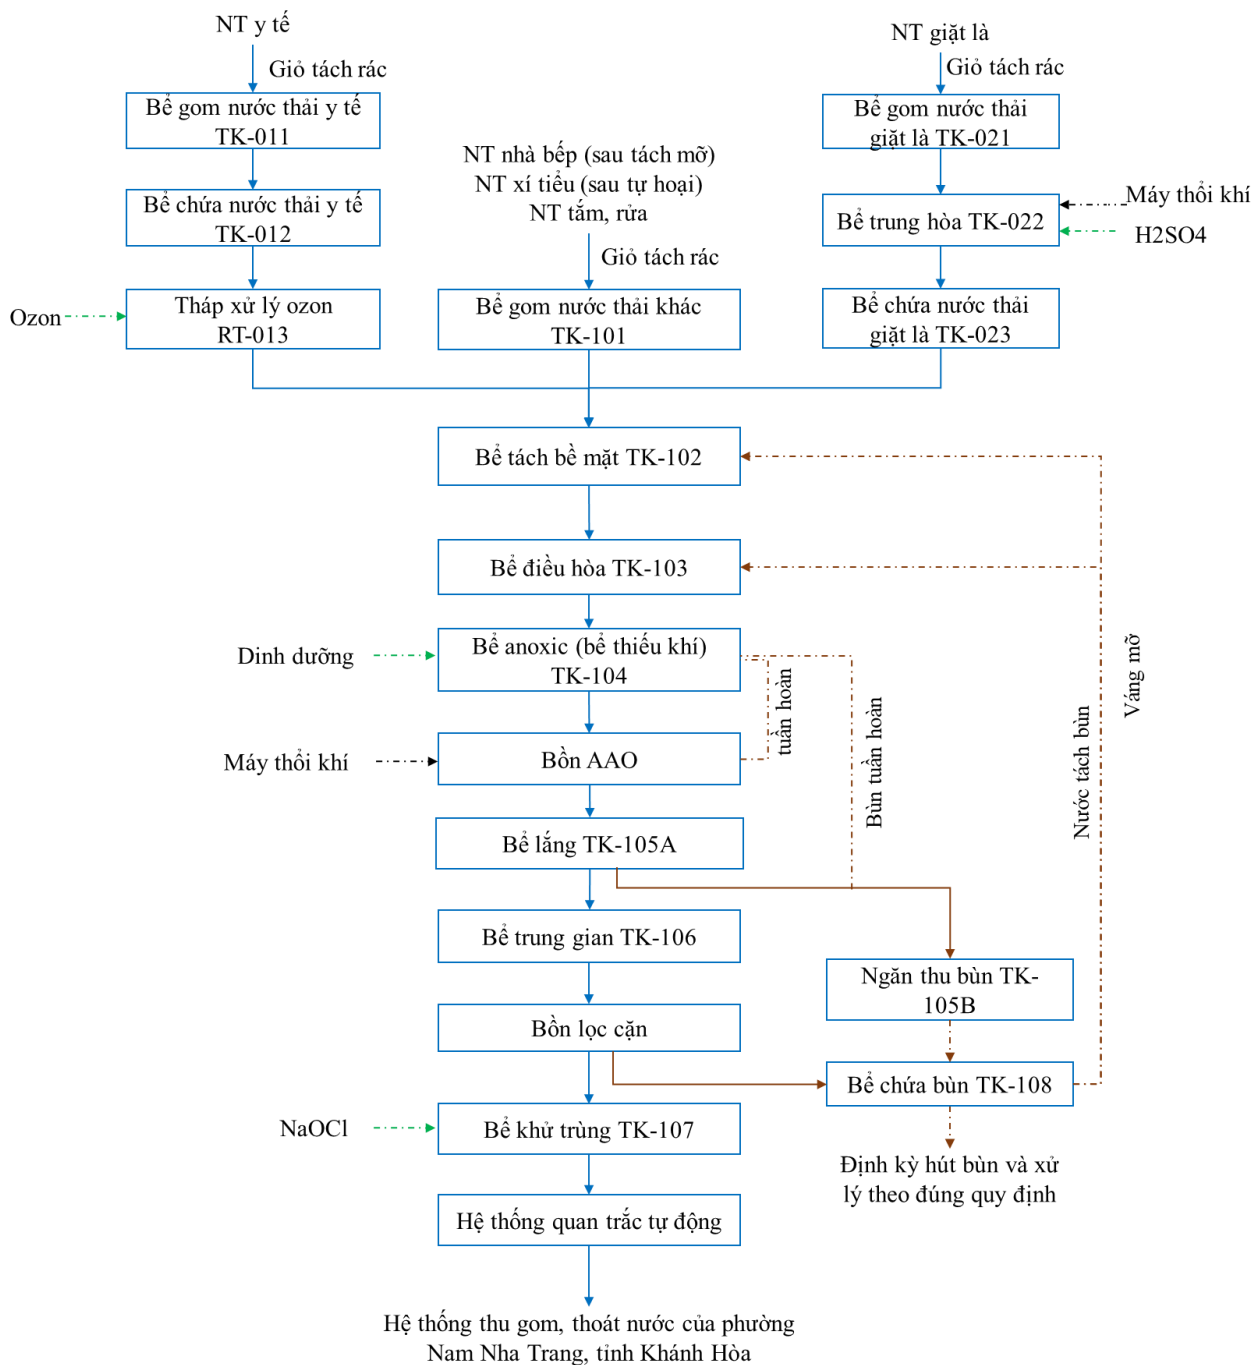 NT y tế
Giỏ tách rác
Bể gom nước thải y tế
TK-011
Bể chứa nước thải y tế
TK-012
Ozon
Tháp xử lý ozon
RT-013
NT nhà bếp (sau tách mỡ)
NT xí tiểu (sau tự hoại)
NT tắm, rửa
Giỏ tách rác
Bể gom nước thải khác
TK-101
NT giặt là
Giỏ tách rác
Bể gom nước thải
giặt là TK-021
Bể trung hòa TK-022
Máy thổi khí
H2SO4
Bể chứa nước thải
giặt là TK-023
Bể tách bề mặt TK-102
Bể điều hòa TK-103
Dinh dưỡng
Bể anoxic (bể thiếu khí)
TK-104
tuần hoàn
Bùn tuần hoàn
Nước tách bùn
Váng mỡ
Máy thổi khí
Bồn AAO
Bể lắng TK-105A
Bể trung gian TK-106
Ngăn thu bùn TK-
105B
Bồn lọc cặn
Bể chứa bùn TK-108
NaOCl
Bể khử trùng TK-107
Định kỳ hút bùn và xử
lý theo đúng quy định
Hệ thống quan trắc tự động
Hệ thống thu gom, thoát nước của phường
Nam Nha Trang, tỉnh Khánh Hòa